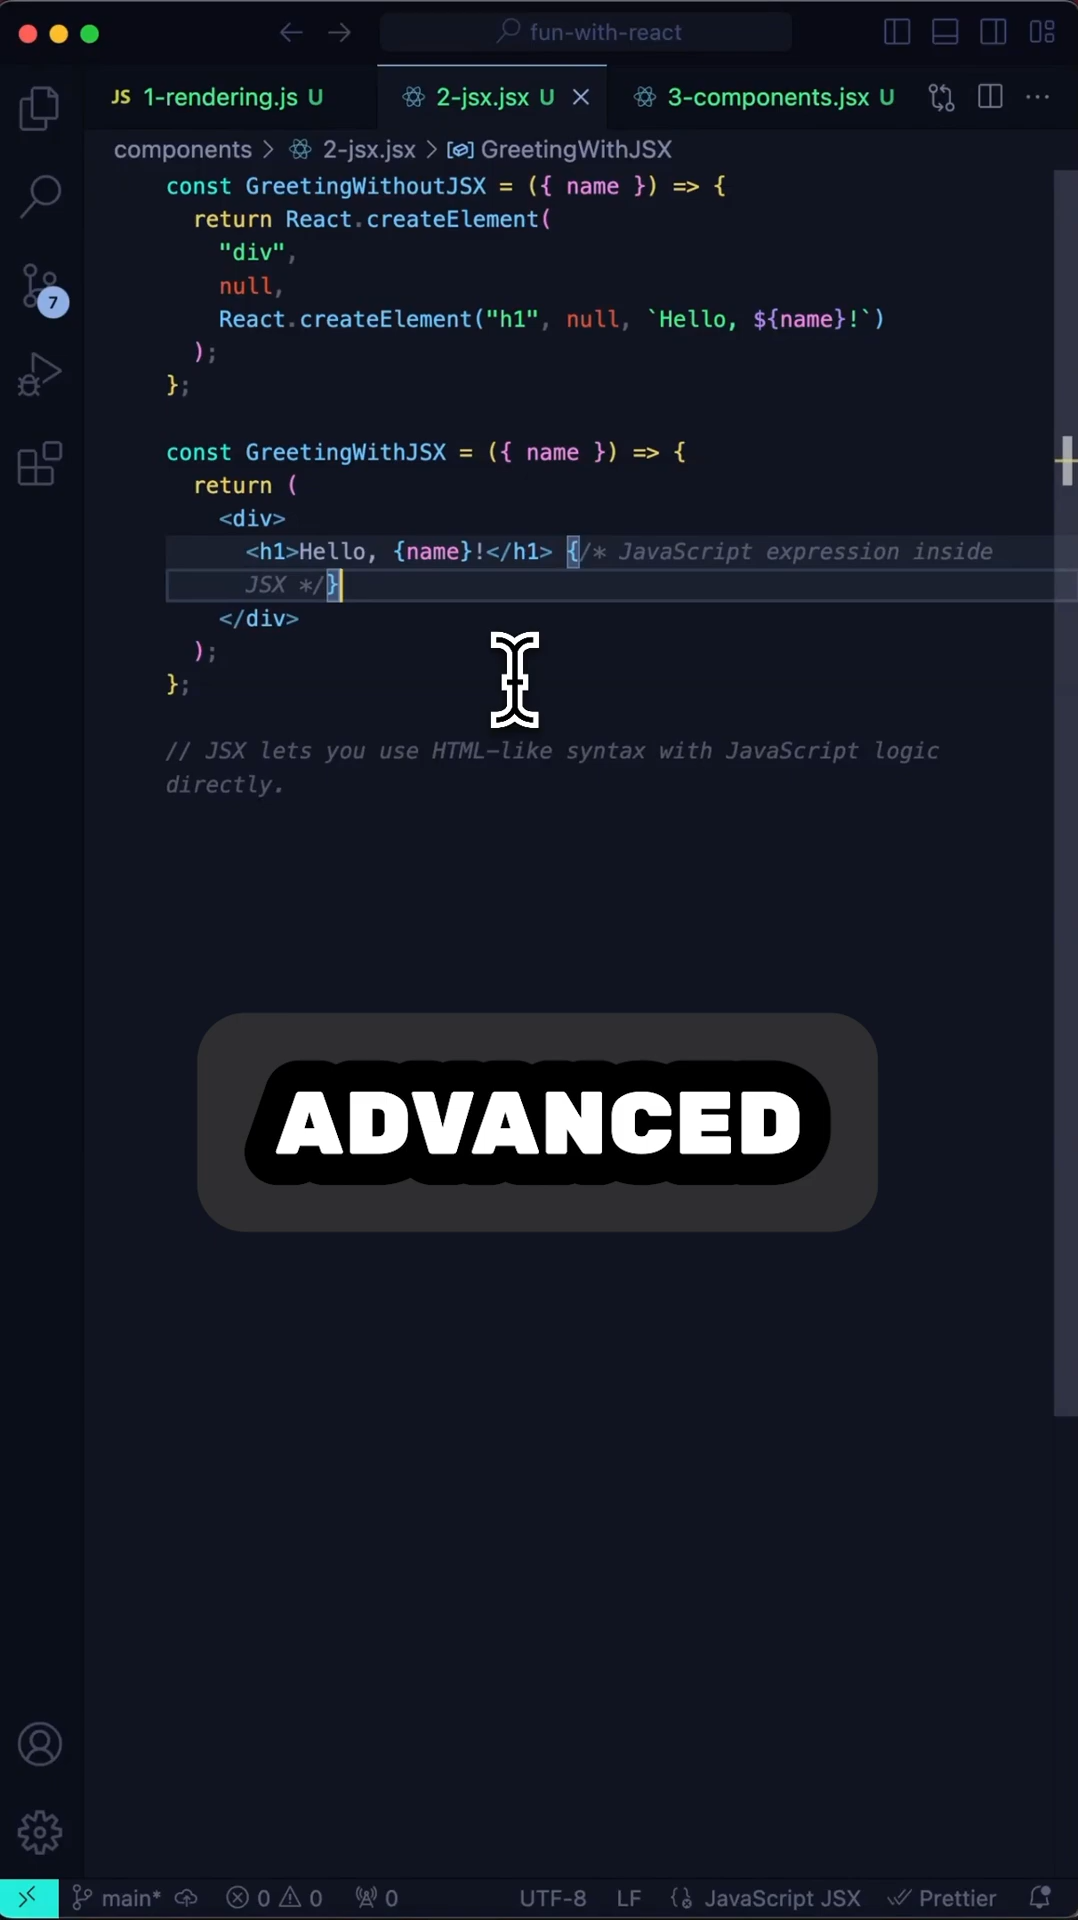 fun-with-react
JS 1-rendering.js U
2-jsx.jsx U
3-components.jsx U
components > 2-jsx.jsx > GreetingWithJSX
const GreetingWithoutJSX = ({ name }) => {
return React.createElement(
"div",
null,
React.createElement("h1", null, `Hello, ${name}!`)
);
};
const GreetingWithJSX = ({ name }) => {
return (
<div>
<h1>Hello, {name}!</h1> {/* JavaScript expression inside
JSX */}
</div>
);
};
// JSX lets you use HTML-like syntax with JavaScript logic
directly.
7
ADVANCED
main* 0 0 0 UTF-8 LF JavaScript JSX Prettier